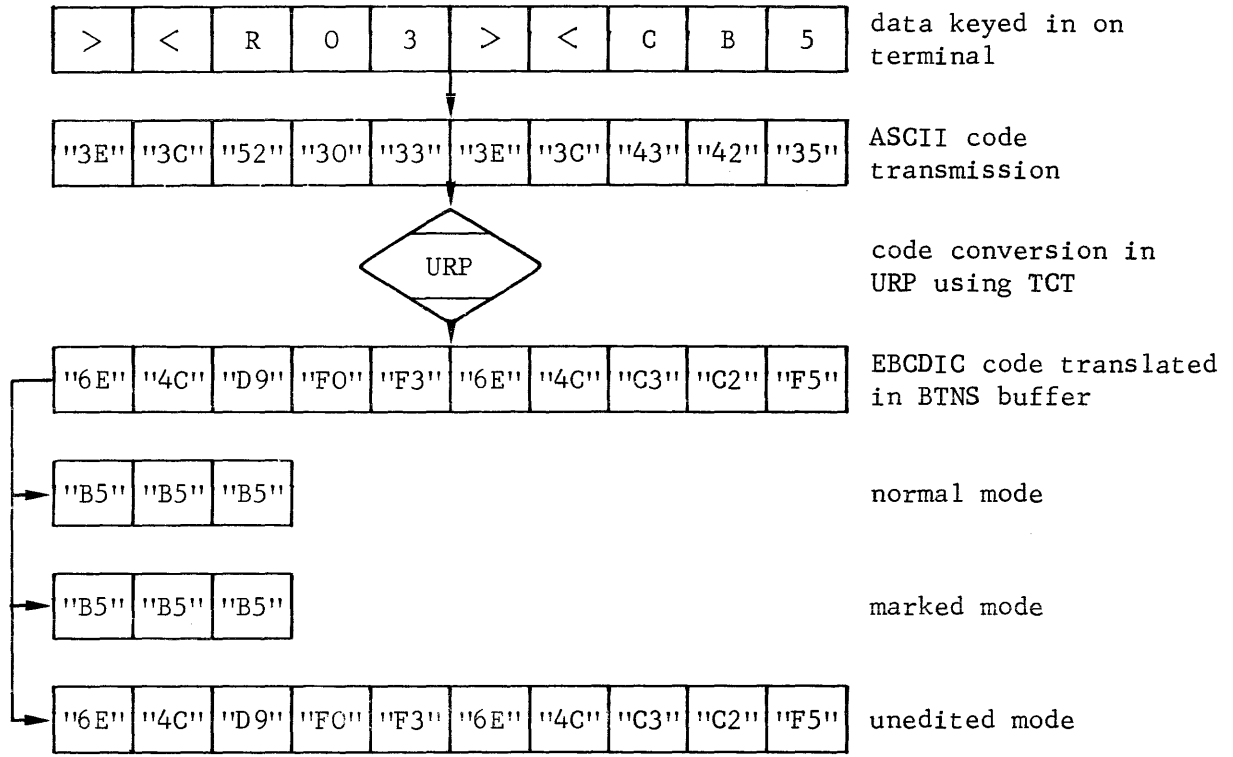 > < R 0 3 > < C B 5
data keyed in on
terminal
"3E" "3C" "52" "30" "33" "3E" "3C" "43" "42" "35"
ASCII code
transmission
URP
code conversion in
URP using TCT
"6E" "4C" "D9" "F0" "F3" "6E" "4C" "C3" "C2" "F5"
EBCDIC code translated
in BTNS buffer
"B5" "B5" "B5"
normal mode
"B5" "B5" "B5"
marked mode
"6E" "4C" "D9" "F0" "F3" "6E" "4C" "C3" "C2" "F5"
unedited mode